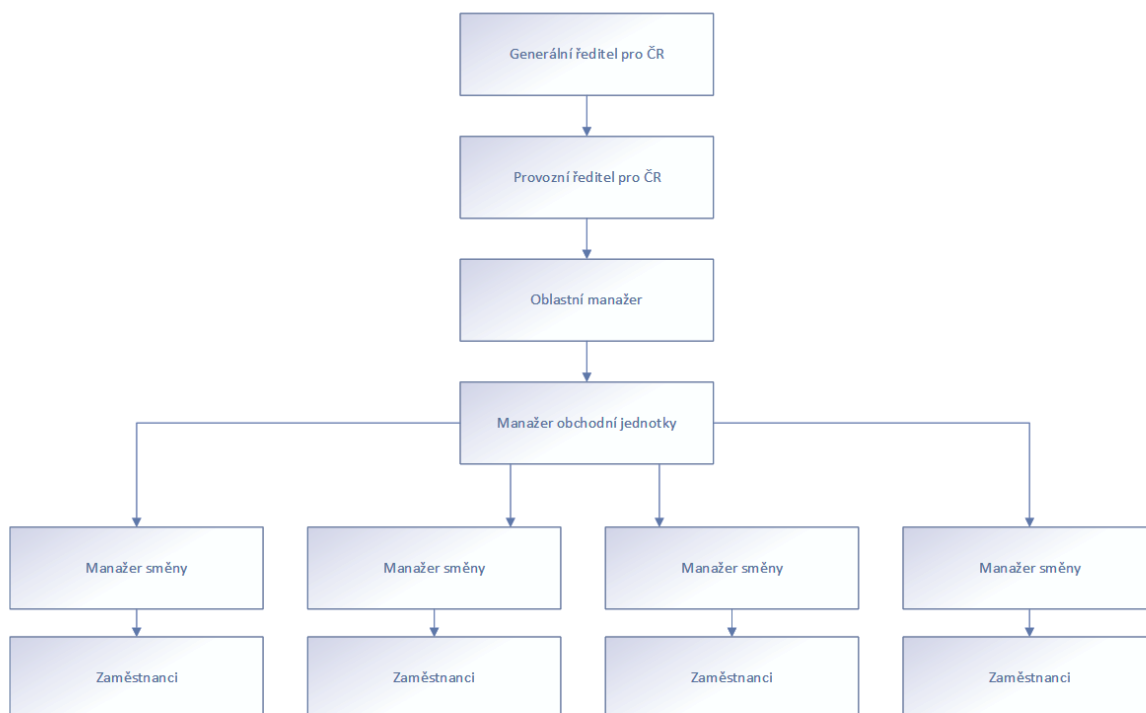 Generální ředitel pro ČR
Provozní ředitel pro ČR
Oblastní manažer
Manažer obchodní jednotky
Manažer směny
Manažer směny
Manažer směny
Manažer směny
Zaměstnanci
Zaměstnanci
Zaměstnanci
Zaměstnanci